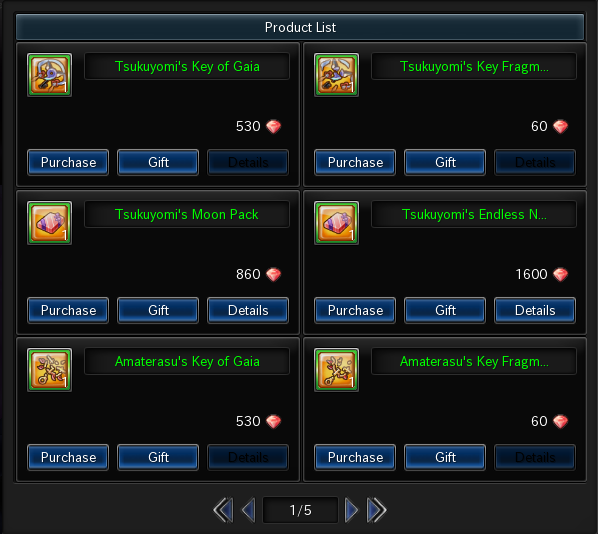 Product List
Tsukuyomi's Key of Gaia
1
530
Purchase
Gift
Details
Tsukuyomi's Key Fragm...
1
60
Purchase
Gift
Details
Tsukuyomi's Moon Pack
1
860
Purchase
Gift
Details
Tsukuyomi's Endless N...
1
1600
Purchase
Gift
Details
Amaterasu's Key of Gaia
1
530
Purchase
Gift
Details
Amaterasu's Key Fragm...
1
60
Purchase
Gift
Details
1/5